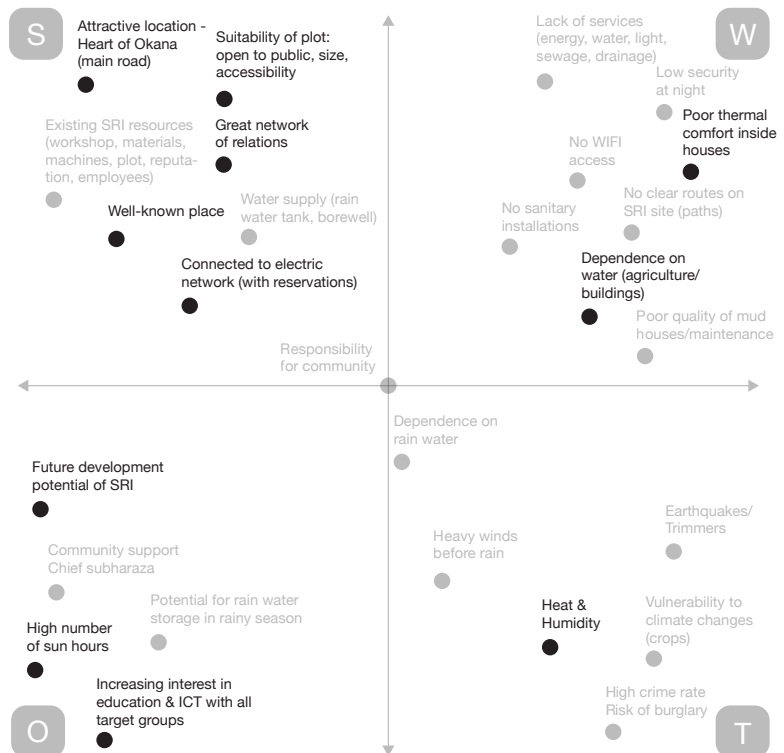 S
Attractive location -
Heart of Okana
(main road)
Suitability of plot:
open to public, size,
accessibility
Existing SRI resources
(workshop, materials,
machines, plot, reputa-
tion, employees)
Great network
of relations
Well-known place
Water supply (rain
water tank, borewell)
Connected to electric
network (with reservations)
Responsibility
for community
W
Lack of services
(energy, water, light,
sewage, drainage)
Low security
at night
Poor thermal
comfort inside
houses
No WIFI
access
No clear routes on
SRI site (paths)
No sanitary
installations
Dependence on
water (agriculture/
buildings)
Poor quality of mud
houses/maintenance
Future development
potential of SRI
Community support
Chief subharaza
Potential for rain water
storage in rainy season
High number
of sun hours
Increasing interest in
education & ICT with all
target groups
O
Dependence on
rain water
Heavy winds
before rain
Earthquakes/
Trimmers
Heat &
Humidity
Vulnerability to
climate changes
(crops)
High crime rate
Risk of burglary
T